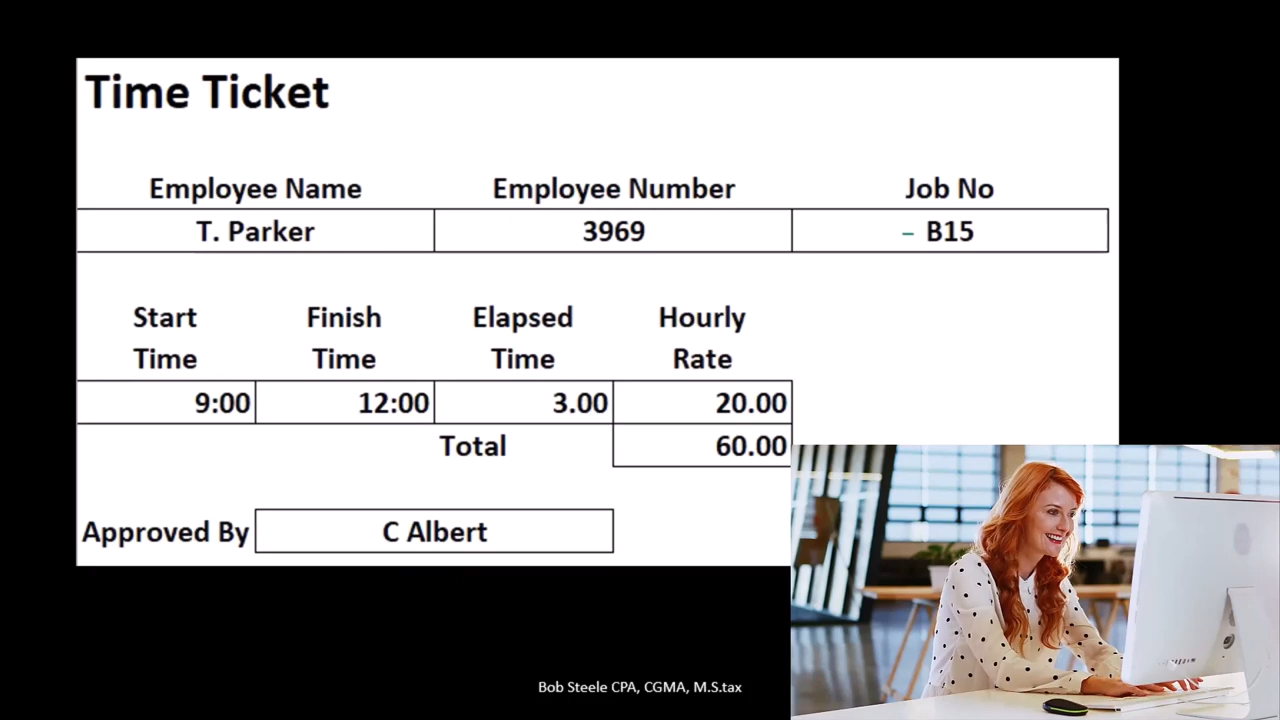 Time Ticket
Employee Name Employee Number Job No
T. Parker 3969 – B15
Start Finish Elapsed Hourly
Time Time Time Rate
9:00 12:00 3.00 20.00
Total 60.00
Approved By C Albert
Bob Steele CPA, CGMA, M.S.tax